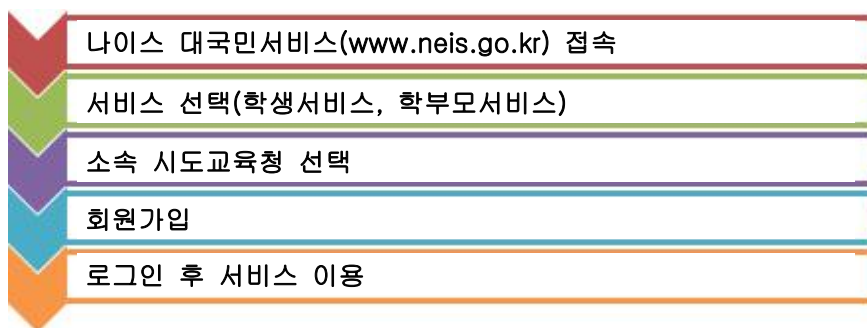 나이스 대국민서비스(www.neis.go.kr) 접속
서비스 선택(학생서비스, 학부모서비스)
소속 시도교육청 선택
회원가입
로그인 후 서비스 이용